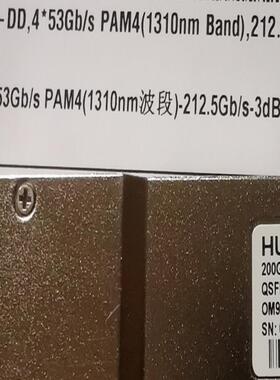 -DD,4*53Gb/s PAM4(1310nm Band),212.
53Gb/s PAM4(1310nm波段)-212.5Gb/s-3dB
HU
200G
QSF
OM9
SN: